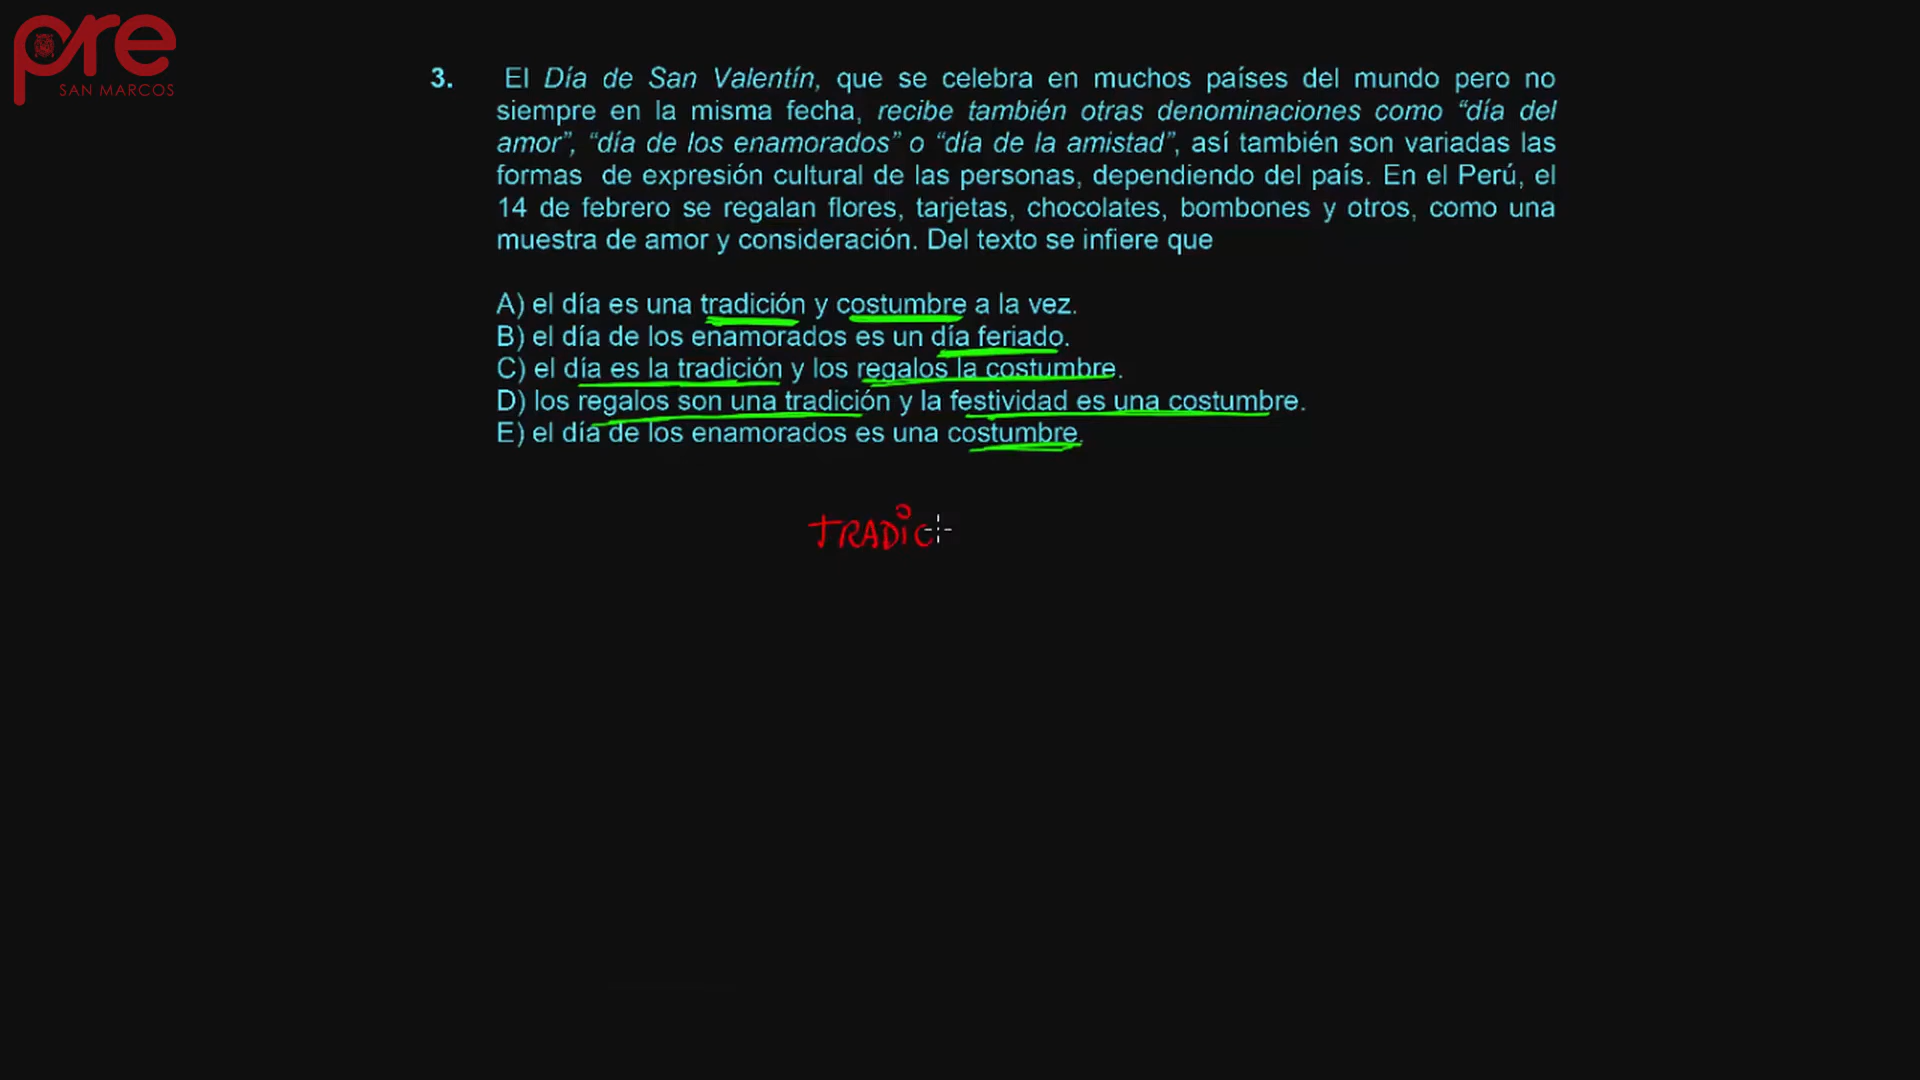 pre
SAN MARCOS
3. El Día de San Valentín, que se celebra en muchos países del mundo pero no
siempre en la misma fecha, recibe también otras denominaciones como “día del
amor”, “día de los enamorados” o “día de la amistad”, así también son variadas las
formas de expresión cultural de las personas, dependiendo del país. En el Perú, el
14 de febrero se regalan flores, tarjetas, chocolates, bombones y otros, como una
muestra de amor y consideración. Del texto se infiere que
A) el día es una tradición y costumbre a la vez.
B) el día de los enamorados es un día feriado.
C) el día es la tradición y los regalos la costumbre.
D) los regalos son una tradición y la festividad es una costumbre.
E) el día de los enamorados es una costumbre.
TRADiC